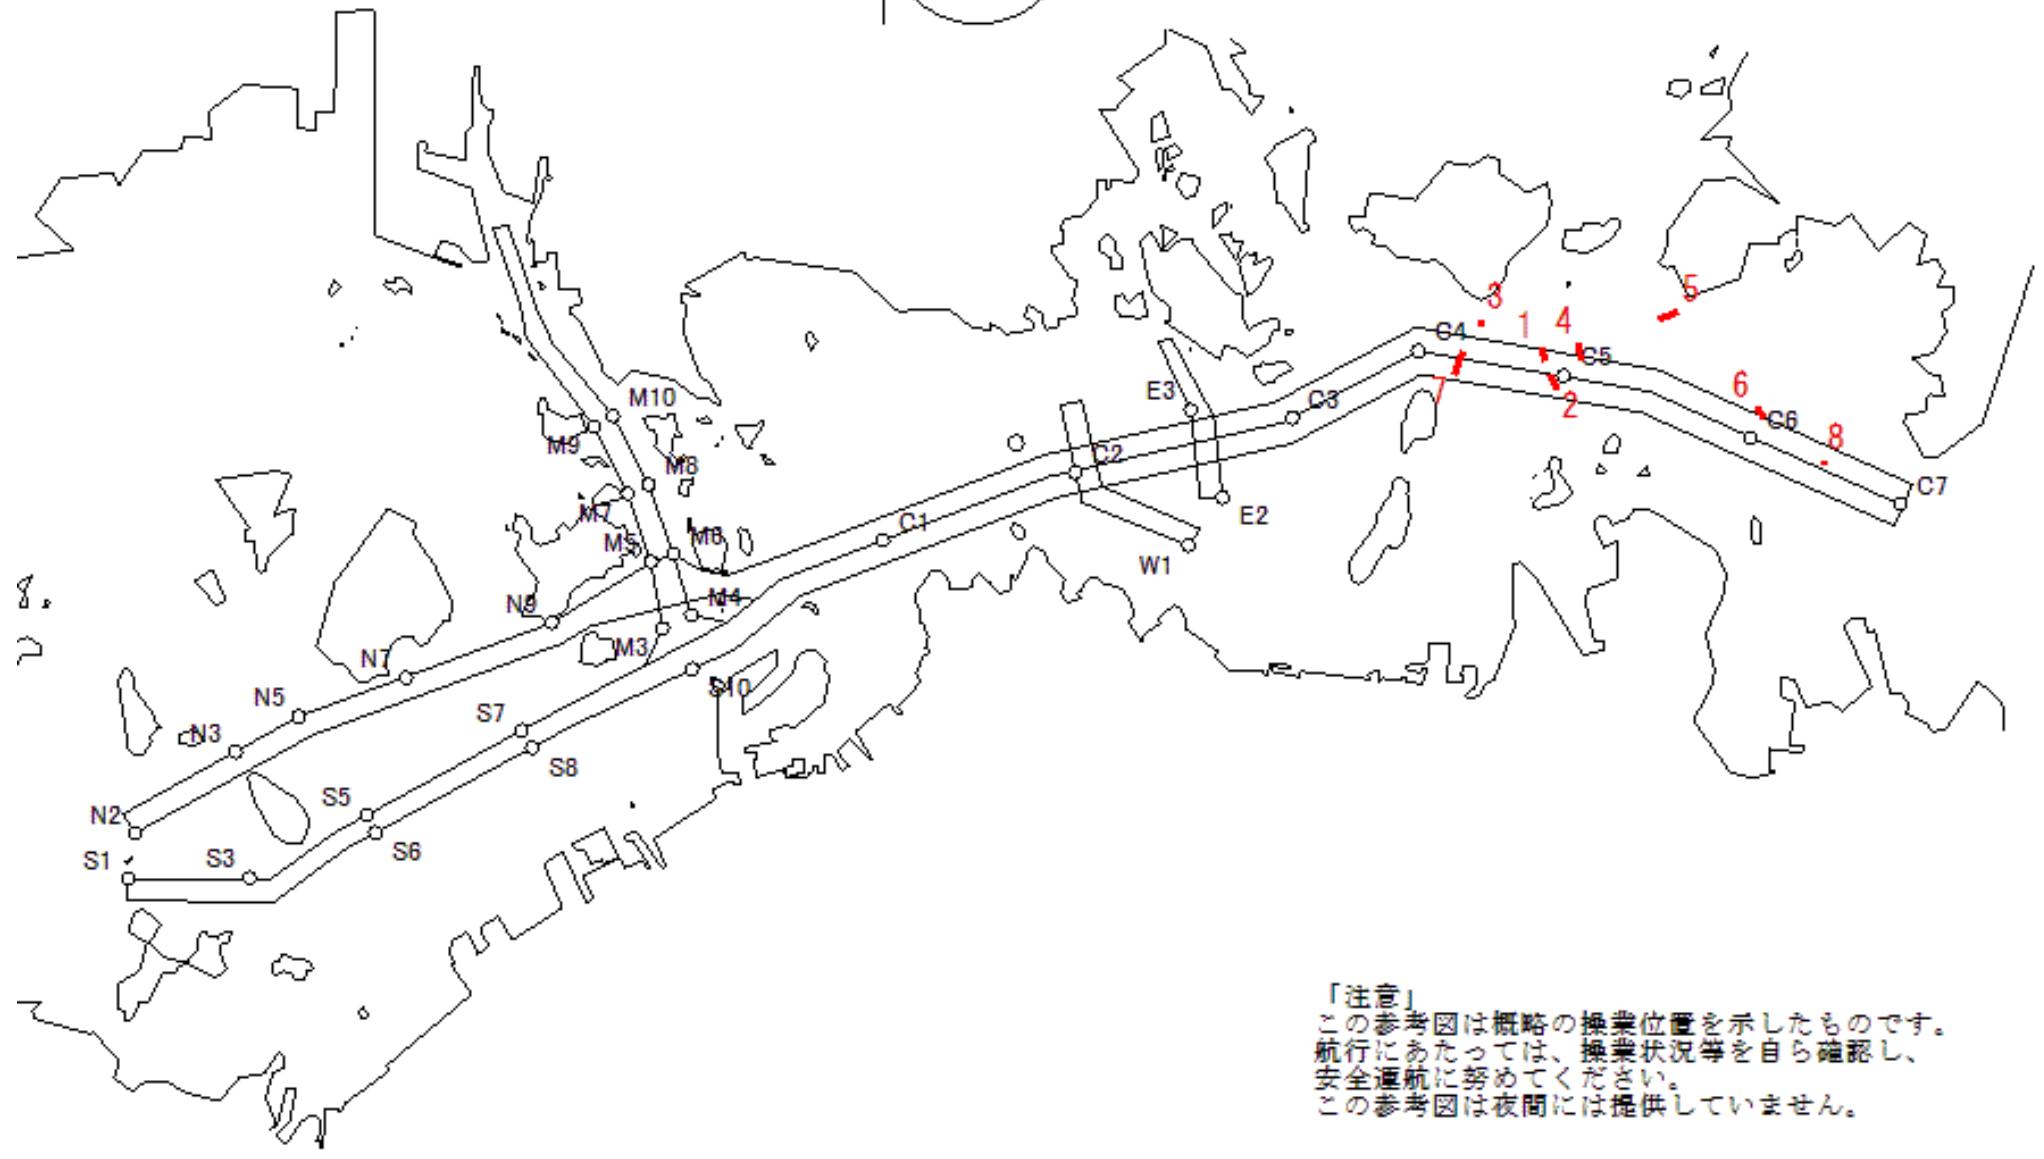 3
5
1
4
C4
C5
M10
E3
6
7
C3
2
C6
M9
8
C2
M8
C7
M7
E2
C1
M6
M5
W1
N9
M4
M3
N7
S10
N5
S7
N3
S8
S5
N2
S6
S1
S3
「注意」
この参考図は概略の操業位置を示したものです。
航行にあたっては、操業状況等を自ら確認し、
安全運航に努めてください。
この参考図は夜間には提供していません。